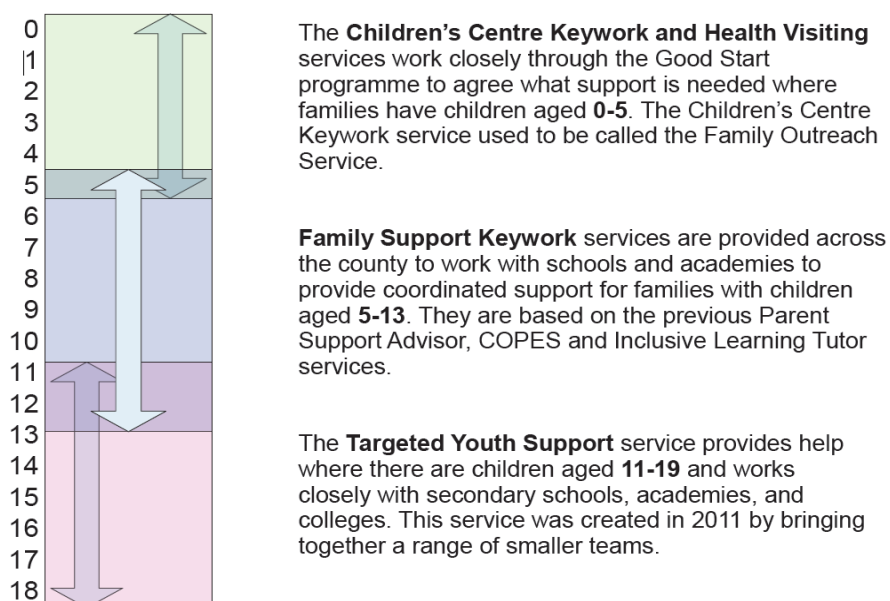 0
1
2
3
4
5
6
7
8
9
10
11
12
13
14
15
16
17
18
The Children's Centre Keywork and Health Visiting
services work closely through the Good Start
programme to agree what support is needed where
families have children aged 0-5. The Children's Centre
Keywork service used to be called the Family Outreach
Service.
Family Support Keywork services are provided across
the county to work with schools and academies to
provide coordinated support for families with children
aged 5-13. They are based on the previous Parent
Support Advisor, COPES and Inclusive Learning Tutor
services.
The Targeted Youth Support service provides help
where there are children aged 11-19 and works
closely with secondary schools, academies, and
colleges. This service was created in 2011 by bringing
together a range of smaller teams.